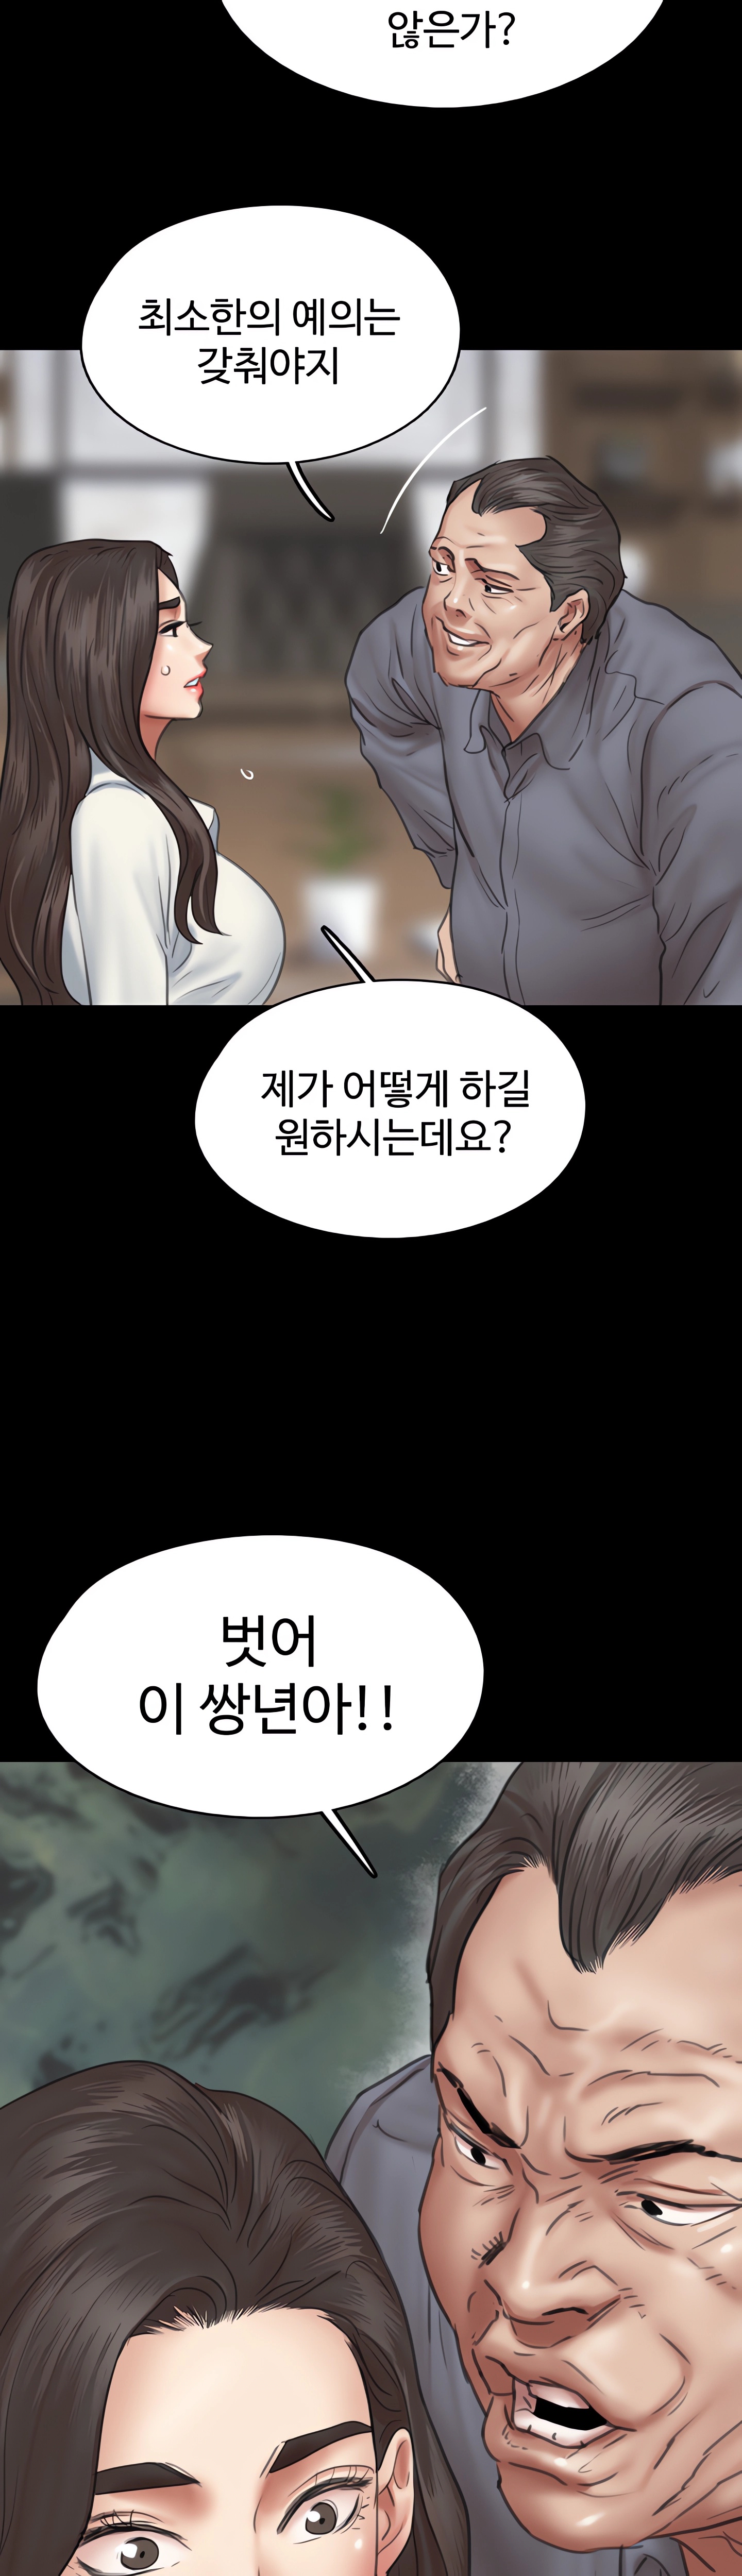 않은가?
최소한의 예의는
갖춰야지
제가 어떻게 하길
원하시는데요?
벗어
이 쌍년아!!